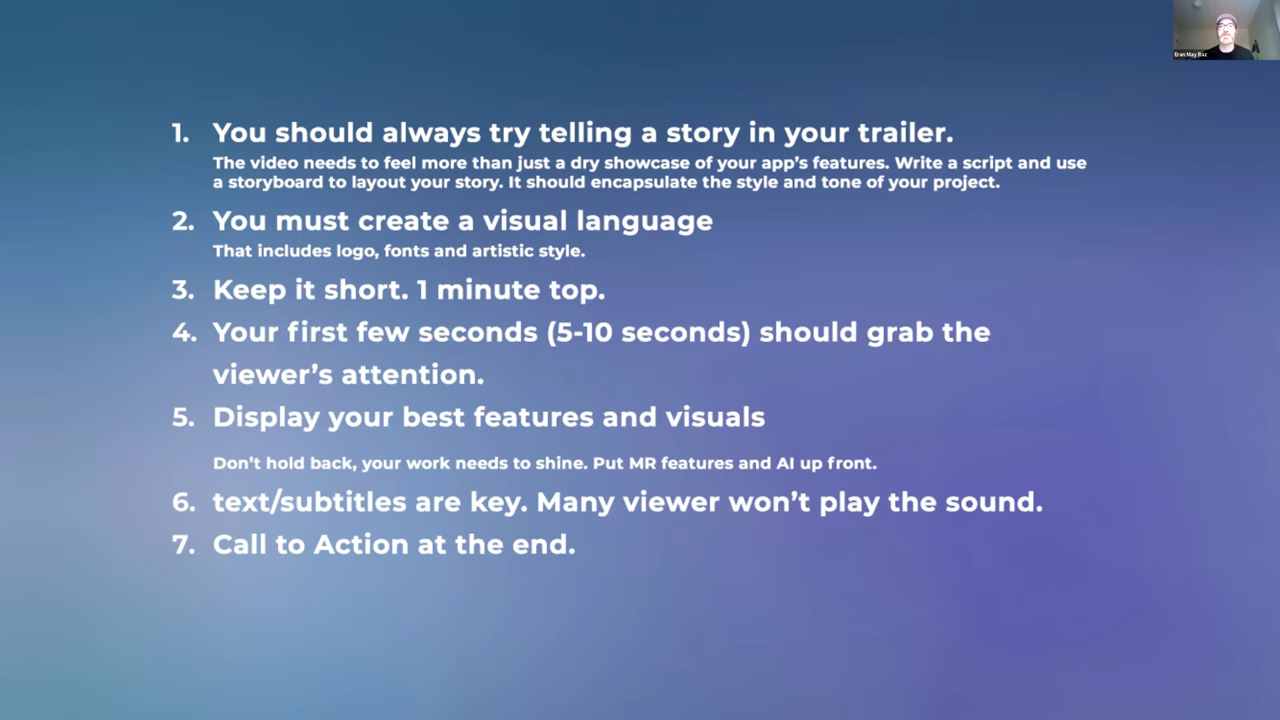 Eran May Raz
1. You should always try telling a story in your trailer.
The video needs to feel more than just a dry showcase of your app's features. Write a script and use
a storyboard to layout your story. It should encapsulate the style and tone of your project.
2. You must create a visual language
That includes logo, fonts and artistic style.
3. Keep it short. 1 minute top.
4. Your first few seconds (5-10 seconds) should grab the
viewer's attention.
5. Display your best features and visuals
Don't hold back, your work needs to shine. Put MR features and AI up front.
6. text/subtitles are key. Many viewer won't play the sound.
7. Call to Action at the end.